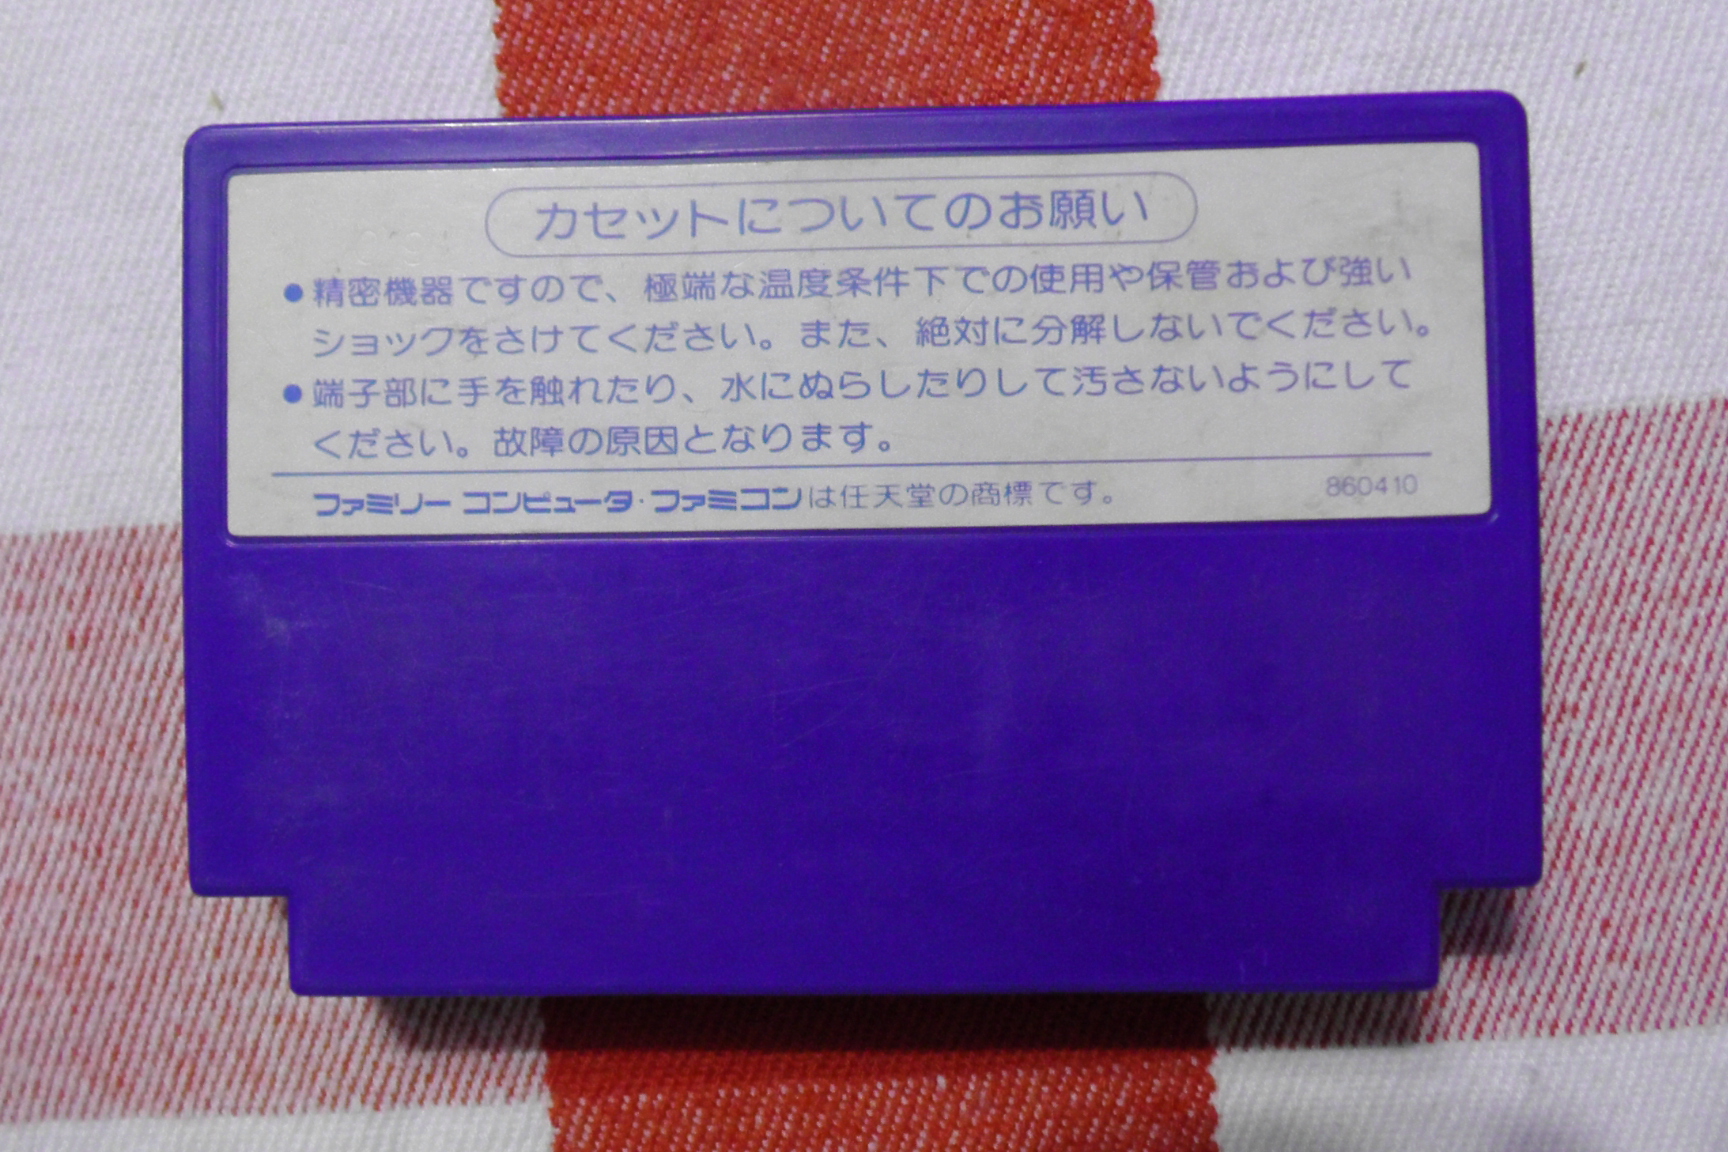 カセットについてのお願い
●精密機器ですので、極端な温度条件下での使用や保管および強い
ショックをさけてください。また、絶対に分解しないでください。
●端子部に手を触れたり、水にぬらしたりして汚さないようにして
ください。故障の原因となります。
ファミリーコンピュータ・ファミコンは任天堂の商標です。 860410